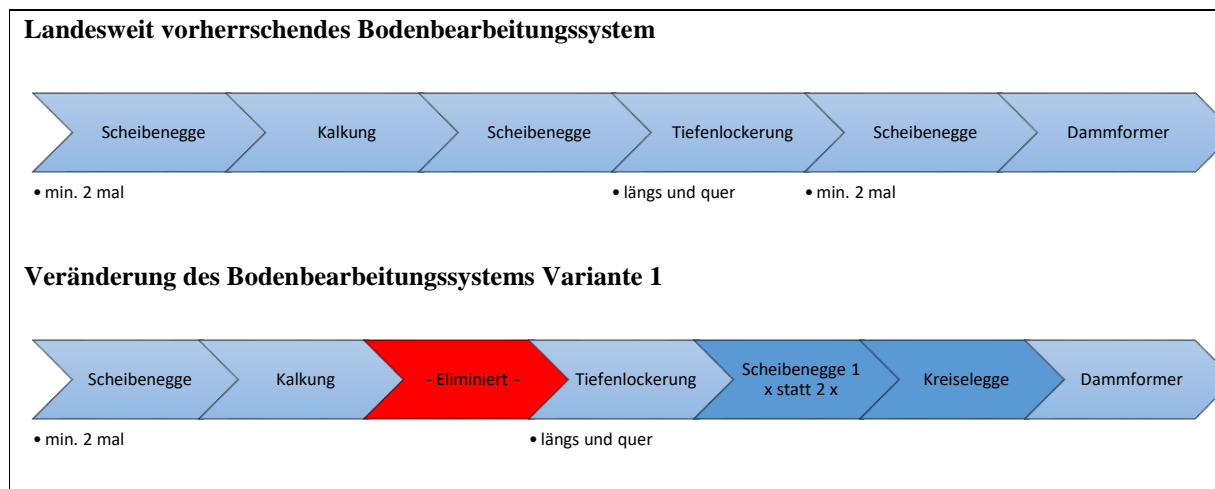 Landesweit vorherrschendes Bodenbearbeitungssystem
Scheibenegge
Kalkung
Scheibenegge
Tiefenlockerung
Scheibenegge
Dammformer
• min. 2 mal
• längs und quer
• min. 2 mal
Veränderung des Bodenbearbeitungssystems Variante 1
Scheibenegge
Kalkung
- Eliminiert -
Tiefenlockerung
Scheibenegge 1
x statt 2 x
Kreiselegge
Dammformer
• min. 2 mal
• längs und quer